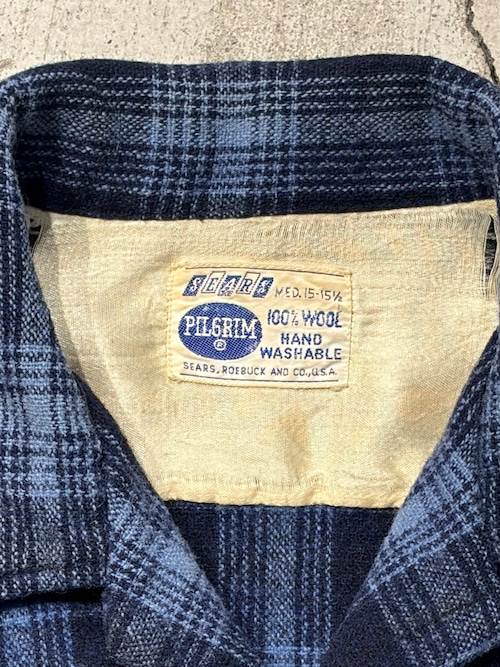 SEARS MED. 15-15½
PILGRIM ®
100% WOOL
HAND
WASHABLE
SEARS, ROEBUCK AND CO., U.S.A.